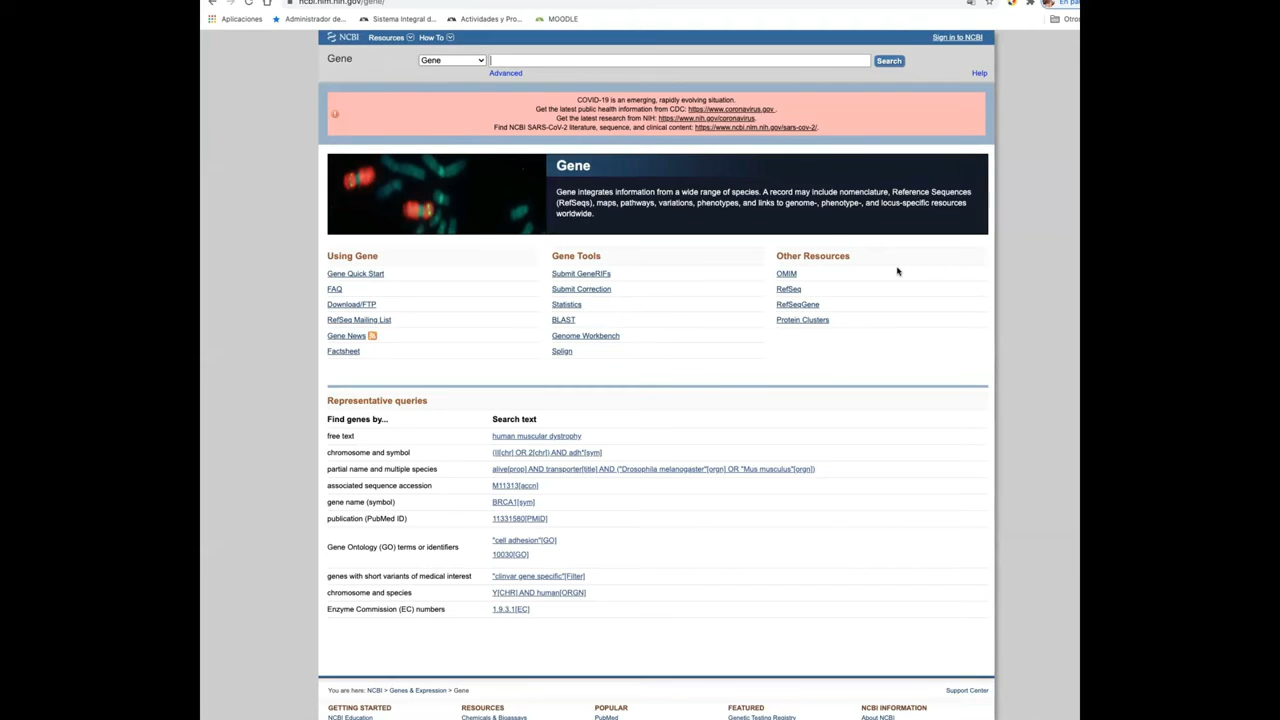 ncbi.nlm.nih.gov/gene/
Aplicaciones
Administrador de...
Sistema Integral d...
Actividades y Pro...
MOODLE
Otros
NCBI Resources How To Sign in to NCBI
Gene Gene Search
Advanced Help
COVID-19 is an emerging, rapidly evolving situation.
Get the latest public health information from CDC: https://www.coronavirus.gov .
Get the latest research from NIH: https://www.nih.gov/coronavirus.
Find NCBI SARS-CoV-2 literature, sequence, and clinical content: https://www.ncbi.nlm.nih.gov/sars-cov-2/.
Gene
Gene integrates information from a wide range of species. A record may include nomenclature, Reference Sequences
(RefSeqs), maps, pathways, variations, phenotypes, and links to genome-, phenotype-, and locus-specific resources
worldwide.
Using Gene
Gene Quick Start
FAQ
Download/FTP
RefSeq Mailing List
Gene News
Factsheet
Gene Tools
Submit GeneRIFs
Submit Correction
Statistics
BLAST
Genome Workbench
Splign
Other Resources
OMIM
RefSeq
RefSeqGene
Protein Clusters
Representative queries
Find genes by... Search text
free text human muscular dystrophy
chromosome and symbol (II[chr] OR 2[chr]) AND adh*[sym]
partial name and multiple species alive[prop] AND transporter[title] AND ("Drosophila melanogaster"[orgn] OR "Mus musculus"[orgn])
associated sequence accession M11313[accn]
gene name (symbol) BRCA1[sym]
publication (PubMed ID) 11331580[PMID]
Gene Ontology (GO) terms or identifiers "cell adhesion"[GO]
10030[GO]
genes with short variants of medical interest "clinvar gene specific"[Filter]
chromosome and species Y[CHR] AND human[ORGN]
Enzyme Commission (EC) numbers 1.9.3.1[EC]
You are here: NCBI > Genes & Expression > Gene Support Center
GETTING STARTED RESOURCES POPULAR FEATURED NCBI INFORMATION
NCBI Education Chemicals & Bioassays PubMed Genetic Testing Registry About NCBI